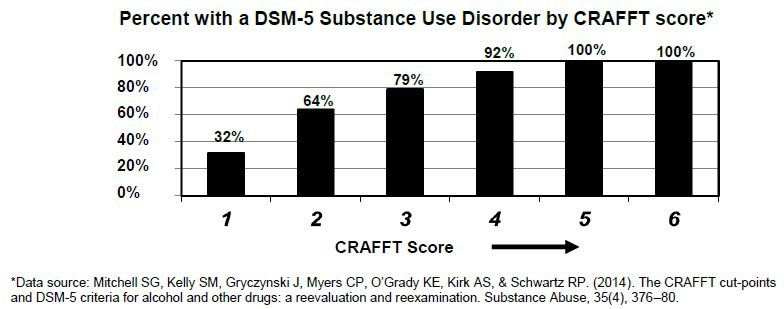 Percent with a DSM-5 Substance Use Disorder by CRAFFT score*
100%
80%
60%
40%
20%
0%
32%
64%
79%
92%
100%
100%
1 2 3 4 5 6
CRAFFT Score
*Data source: Mitchell SG, Kelly SM, Gryczynski J, Myers CP, O’Grady KE, Kirk AS, & Schwartz RP. (2014). The CRAFFT cut-points
and DSM-5 criteria for alcohol and other drugs: a reevaluation and reexamination. Substance Abuse, 35(4), 376–80.